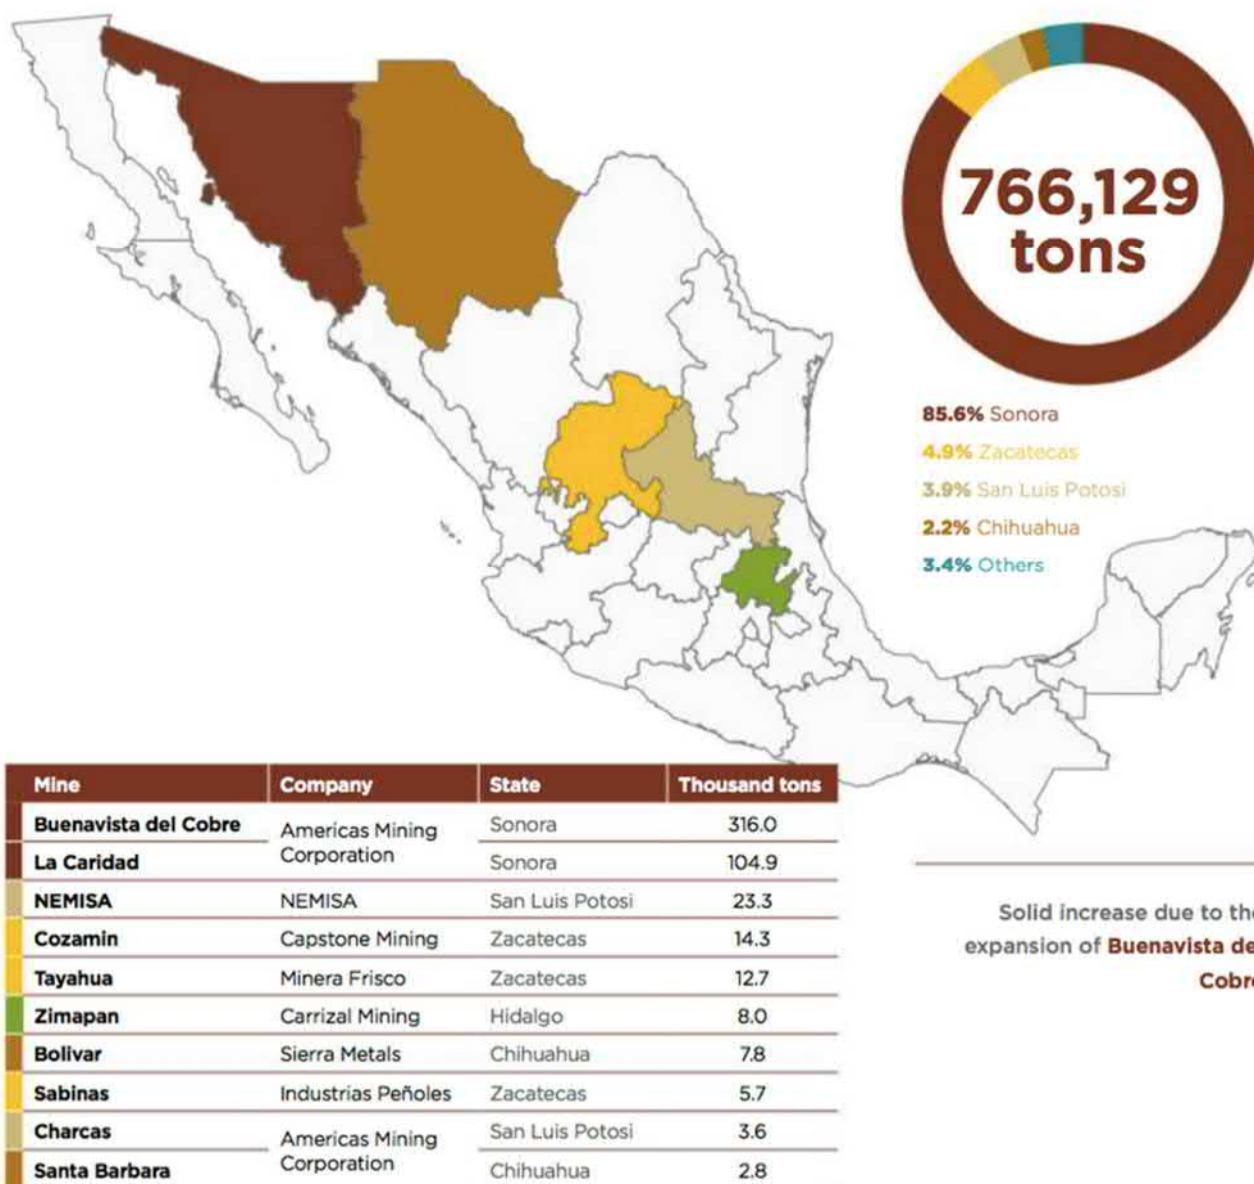 766,129
tons
85.6% Sonora
4.9% Zacatecas
3.9% San Luis Potosi
2.2% Chihuahua
3.4% Others
Mine Company State Thousand tons
Buenavista del Cobre Americas Mining Corporation Sonora 316.0
La Caridad Sonora 104.9
NEMISA NEMISA San Luis Potosi 23.3
Cozamin Capstone Mining Zacatecas 14.3
Tayahua Minera Frisco Zacatecas 12.7
Zimapan Carrizal Mining Hidalgo 8.0
Bolivar Sierra Metals Chihuahua 7.8
Sabinas Industrias Peñoles Zacatecas 5.7
Charcas Americas Mining Corporation San Luis Potosi 3.6
Santa Barbara Chihuahua 2.8
Solid increase due to the
expansion of Buenavista de
Cobre